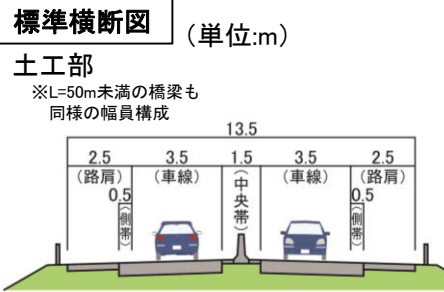 標準横断図
(単位:m)
土工部
※L=50m未満の橋梁も
同様の幅員構成
13.5
2.5 3.5 1.5 3.5 2.5
(路肩) (車線) (中央帯) (車線) (路肩)
0.5 0.5
(側帯) (側帯)